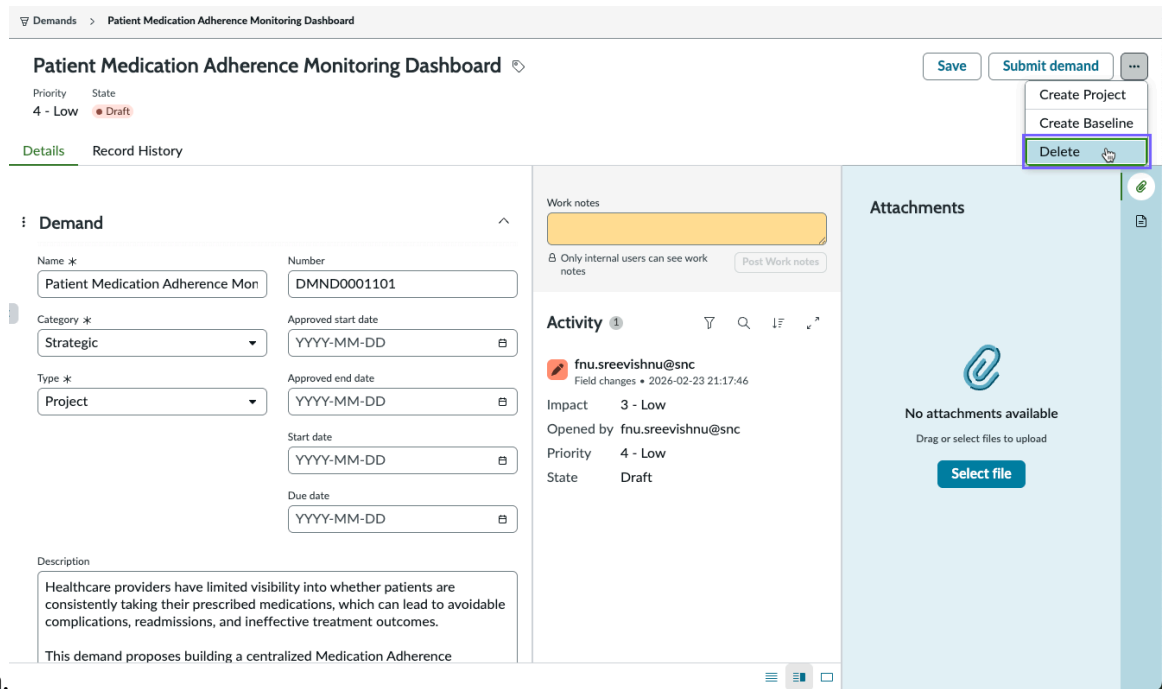 Demands > Patient Medication Adherence Monitoring Dashboard
Patient Medication Adherence Monitoring Dashboard
Save
Submit demand
...
Priority
State
4 - Low
Draft
Create Project
Create Baseline
Delete
Details
Record History
Demand
Name *
Patient Medication Adherence Mon
Number
DMND0001101
Category *
Strategic
Approved start date
YYYY-MM-DD
Type *
Project
Approved end date
YYYY-MM-DD
Start date
YYYY-MM-DD
Due date
YYYY-MM-DD
Description
Healthcare providers have limited visibility into whether patients are
consistently taking their prescribed medications, which can lead to avoidable
complications, readmissions, and ineffective treatment outcomes.
This demand proposes building a centralized Medication Adherence
Work notes
Only internal users can see work
notes
Post Work notes
Activity 1
fnu.sreevishnu@snc
Field changes • 2026-02-23 21:17:46
Impact 3 - Low
Opened by fnu.sreevishnu@snc
Priority 4 - Low
State Draft
Attachments
No attachments available
Drag or select files to upload
Select file